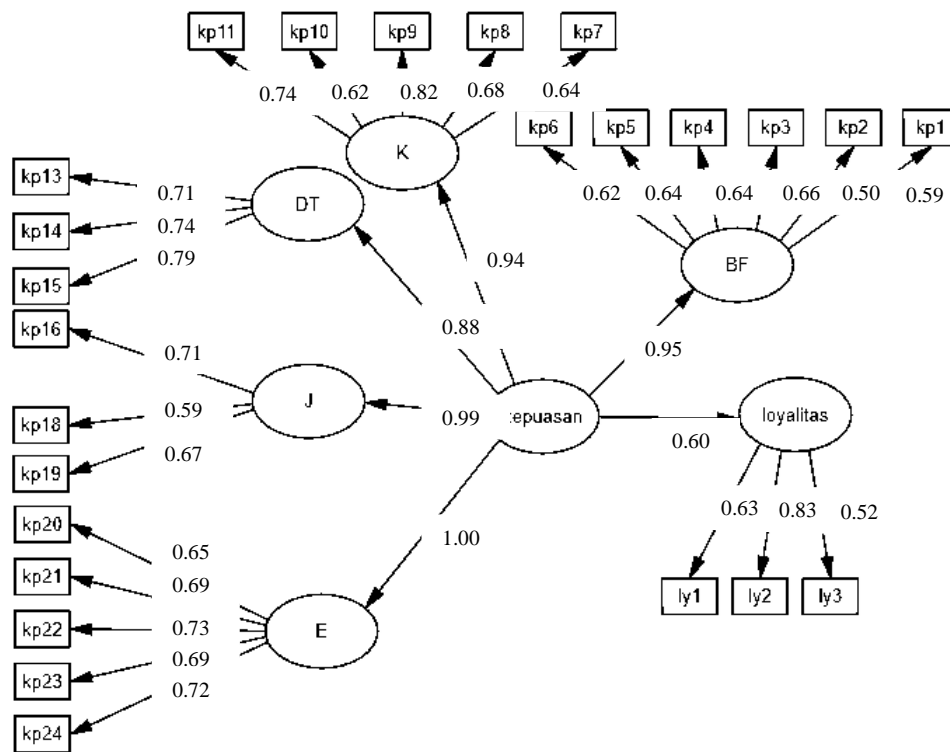 kp11 kp10 kp9 kp8 kp7
0.74 0.62 0.82 0.68 0.64
kp6 kp5 kp4 kp3 kp2 kp1
K
kp13
0.71
DT
0.62 0.64 0.64 0.66 0.50 0.59
kp14
0.74
kp15
0.79
0.94
BF
kp16
0.88
0.71
0.95
J
kp18
0.59
0.99
epuasan
loyalitas
0.60
kp19
0.67
kp20
0.63 0.83 0.52
0.65
1.00
kp21
0.69
ly1 ly2 ly3
kp22
0.73
E
kp23
0.69
0.72
kp24